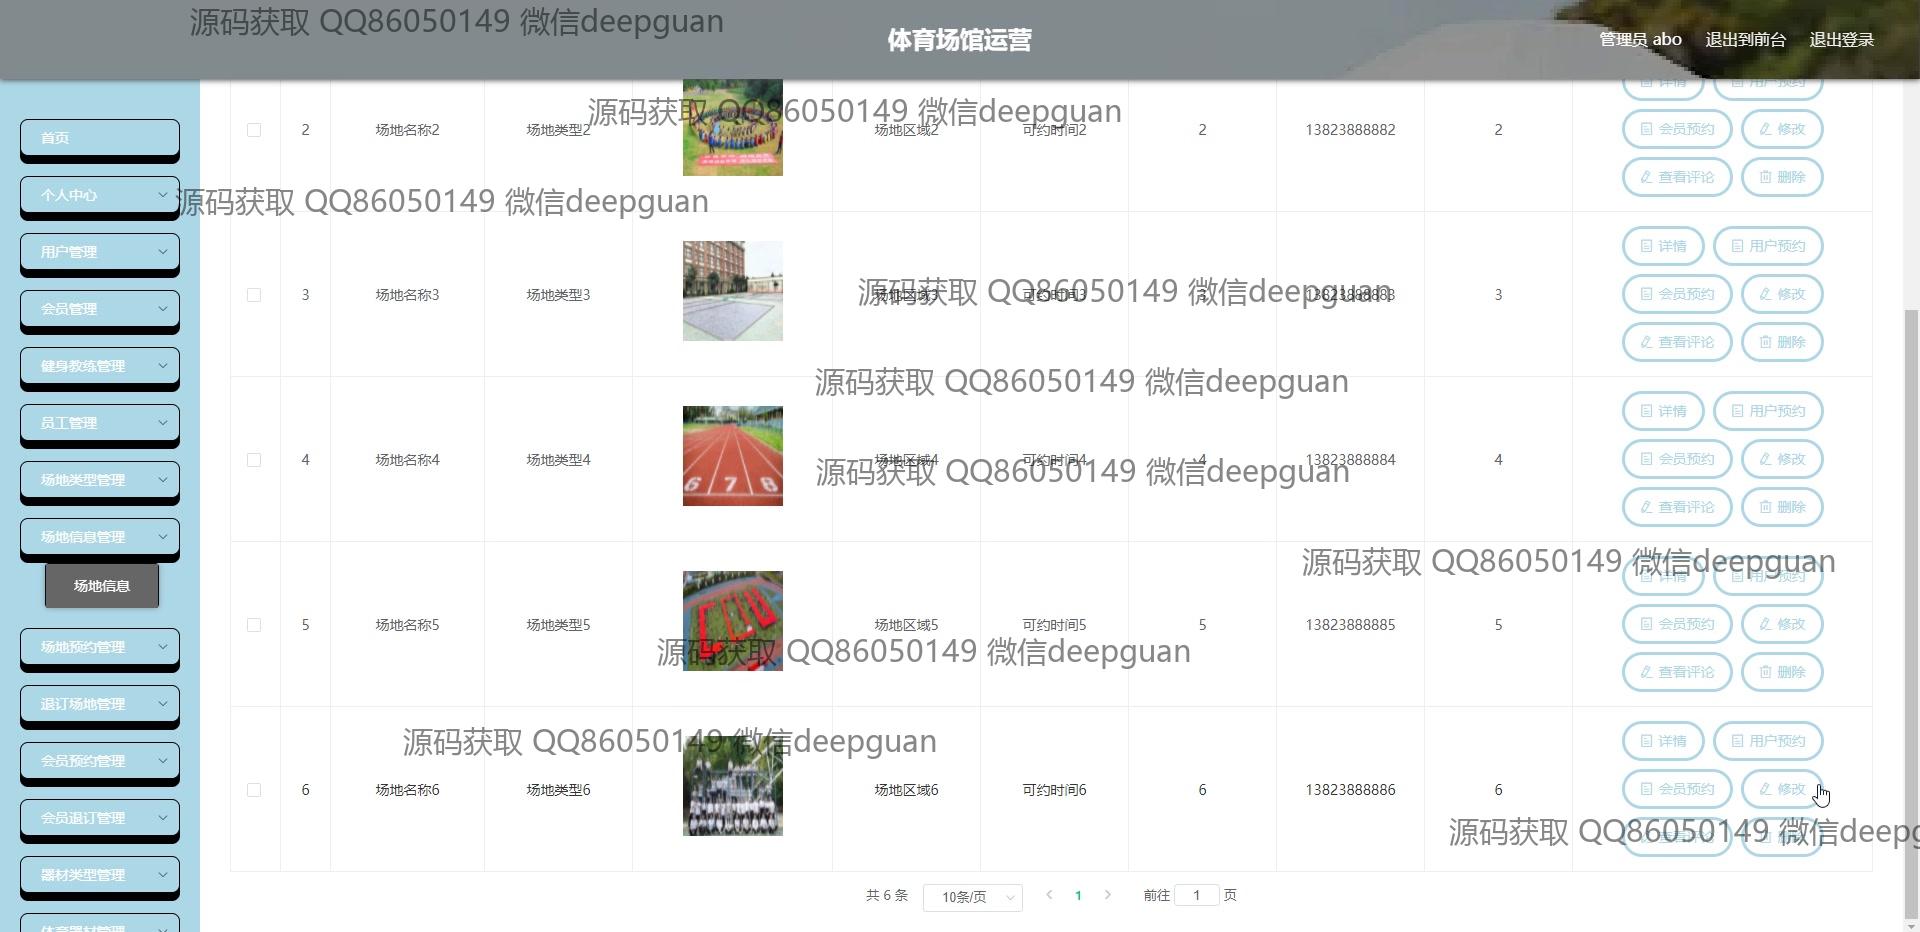 源码获取 QQ86050149 微信deepguan
体育场馆运营
管理员 abo 退出到前台 退出登录
首页
个人中心
用户管理
会员管理
健身教练管理
员工管理
场地类型管理
场地信息管理
场地信息
场地预约管理
退订场地管理
会员预约管理
会员退订管理
器材类型管理
体育器材管理
详情 用户预约
源码获取 QQ86050149 微信deepguan
2 场地名称2 场地类型2 场地区域2 可约时间2 2 13823888882 2 会员预约 修改
查看评论 删除
源码获取 QQ86050149 微信deepguan
详情 用户预约
源码获取 QQ86050149 微信deepguan
3 场地名称3 场地类型3 场地区域3 可约时间3 3 13823888883 3 会员预约 修改
查看评论 删除
源码获取 QQ86050149 微信deepguan
详情 用户预约
4 场地名称4 场地类型4 场地区域4 可约时间4 4 13823888884 4 会员预约 修改
源码获取 QQ86050149 微信deepguan
6 7 8
查看评论 删除
源码获取 QQ86050149 微信deepguan
详情 用户预约
5 场地名称5 场地类型5 场地区域5 可约时间5 5 13823888885 5 会员预约 修改
源码获取 QQ86050149 微信deepguan
查看评论 删除
源码获取 QQ86050149 微信deepguan
详情 用户预约
6 场地名称6 场地类型6 场地区域6 可约时间6 6 13823888886 6 会员预约 修改
源码获取 QQ86050149 微信deepg
查看评论 删除
共 6 条 10条/页 1 前往 1 页